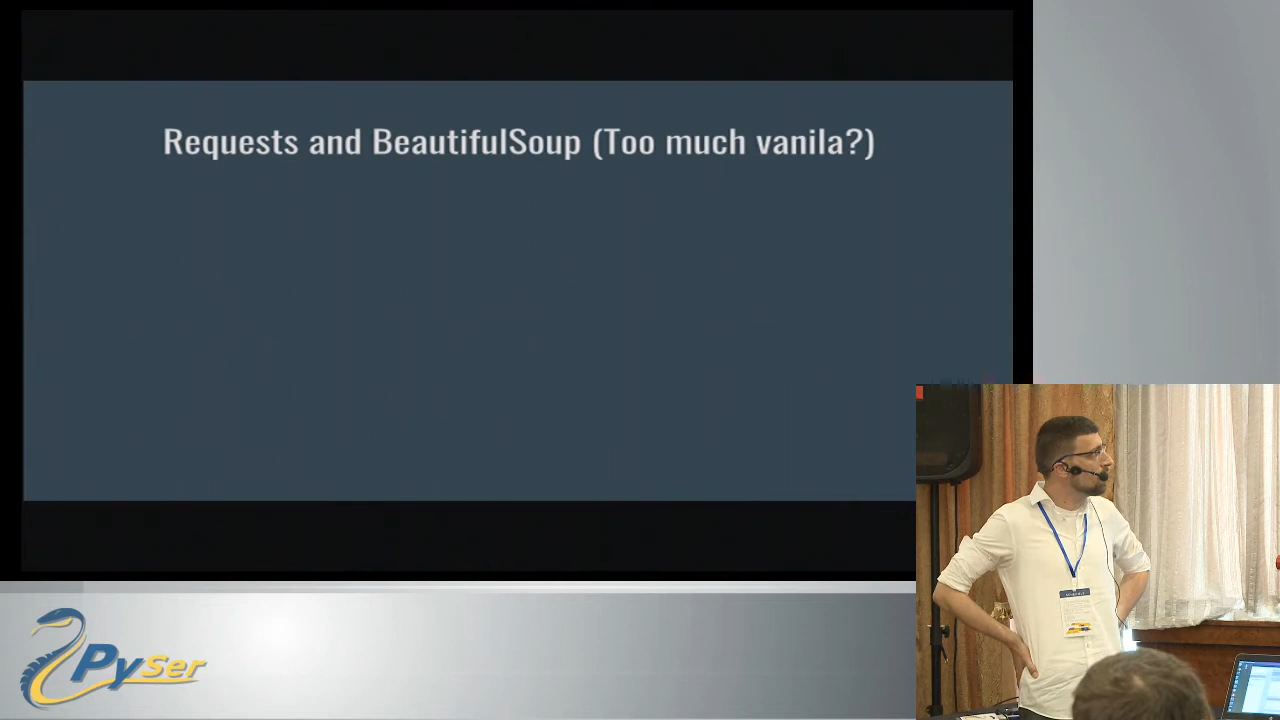 Requests and BeautifulSoup (Too much vanila?)
PySer